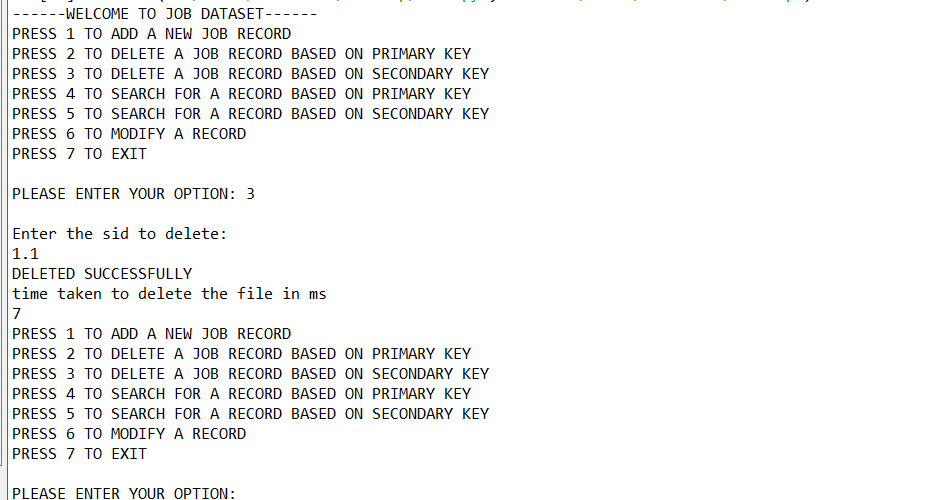 ------WELCOME TO JOB DATASET------
PRESS 1 TO ADD A NEW JOB RECORD
PRESS 2 TO DELETE A JOB RECORD BASED ON PRIMARY KEY
PRESS 3 TO DELETE A JOB RECORD BASED ON SECONDARY KEY
PRESS 4 TO SEARCH FOR A RECORD BASED ON PRIMARY KEY
PRESS 5 TO SEARCH FOR A RECORD BASED ON SECONDARY KEY
PRESS 6 TO MODIFY A RECORD
PRESS 7 TO EXIT
PLEASE ENTER YOUR OPTION: 3
Enter the sid to delete:
1.1
DELETED SUCCESSFULLY
time taken to delete the file in ms
7
PRESS 1 TO ADD A NEW JOB RECORD
PRESS 2 TO DELETE A JOB RECORD BASED ON PRIMARY KEY
PRESS 3 TO DELETE A JOB RECORD BASED ON SECONDARY KEY
PRESS 4 TO SEARCH FOR A RECORD BASED ON PRIMARY KEY
PRESS 5 TO SEARCH FOR A RECORD BASED ON SECONDARY KEY
PRESS 6 TO MODIFY A RECORD
PRESS 7 TO EXIT
PLEASE ENTER YOUR OPTION: